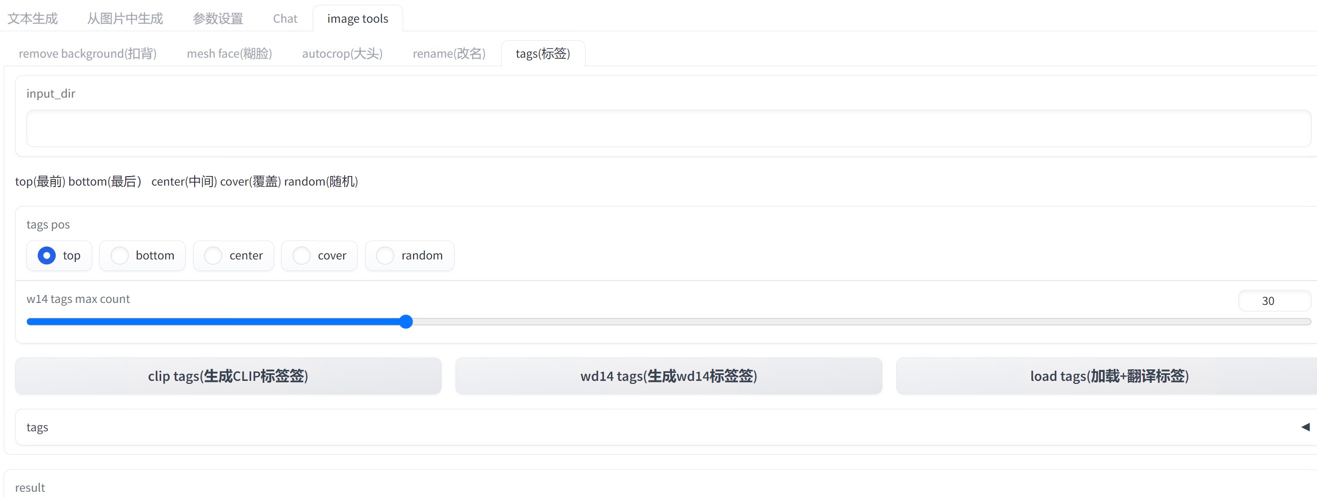 文本生成 从图片中生成 参数设置 Chat image tools
remove background(扣背) mesh face(糊脸) autocrop(大头) rename(改名) tags(标签)
input_dir
top(最前) bottom(最后） center(中间) cover(覆盖) random(随机)
tags pos
top bottom center cover random
w14 tags max count 30
clip tags(生成CLIP标签签) wd14 tags(生成wd14标签签) load tags(加载+翻译标签)
tags
result